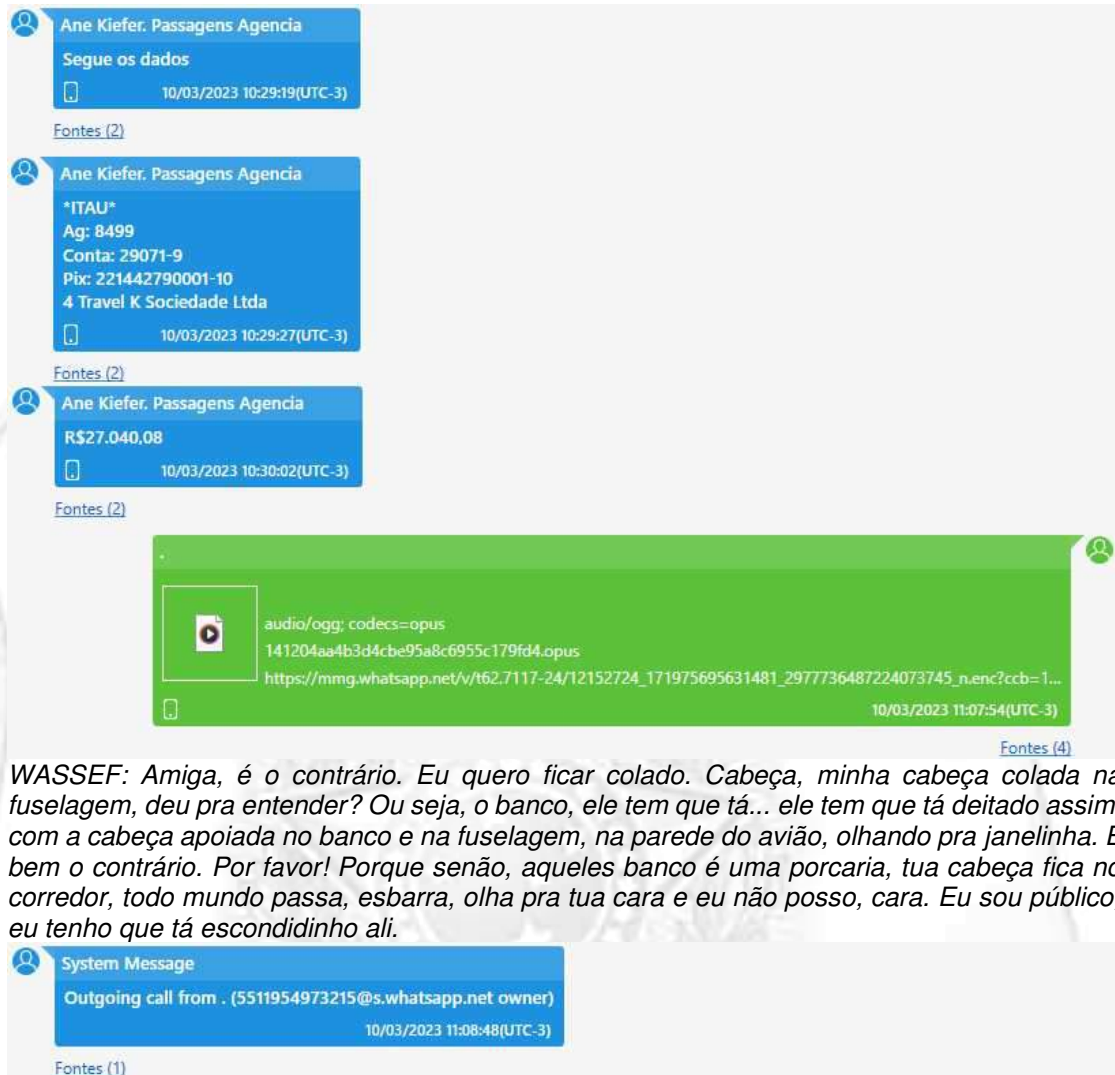 Ane Kiefer. Passagens Agencia
Segue os dados
10/03/2023 10:29:19(UTC-3)
Fontes (2)
Ane Kiefer. Passagens Agencia
*ITAU*
Ag: 8499
Conta: 29071-9
Pix: 221442790001-10
4 Travel K Sociedade Ltda
10/03/2023 10:29:27(UTC-3)
Fontes (2)
Ane Kiefer. Passagens Agencia
R$27.040,08
10/03/2023 10:30:02(UTC-3)
Fontes (2)
.
audio/ogg; codecs=opus
141204aa4b3d4cbe95a8c6955c179fd4.opus
https://mmg.whatsapp.net/v/t62.7117-24/12152724_171975695631481_2977736487224073745_n.enc?ccb=1...
10/03/2023 11:07:54(UTC-3)
Fontes (4)
WASSEF: Amiga, é o contrário. Eu quero ficar colado. Cabeça, minha cabeça colada na
fuselagem, deu pra entender? Ou seja, o banco, ele tem que tá... ele tem que tá deitado assim
com a cabeça apoiada no banco e na fuselagem, na parede do avião, olhando pra janelinha. É
bem o contrário. Por favor! Porque senão, aqueles banco é uma porcaria, tua cabeça fica no
corredor, todo mundo passa, esbarra, olha pra tua cara e eu não posso, cara. Eu sou público
eu tenho que tá escondidinho ali.
System Message
Outgoing call from . (5511954973215@s.whatsapp.net owner)
10/03/2023 11:08:48(UTC-3)
Fontes (1)